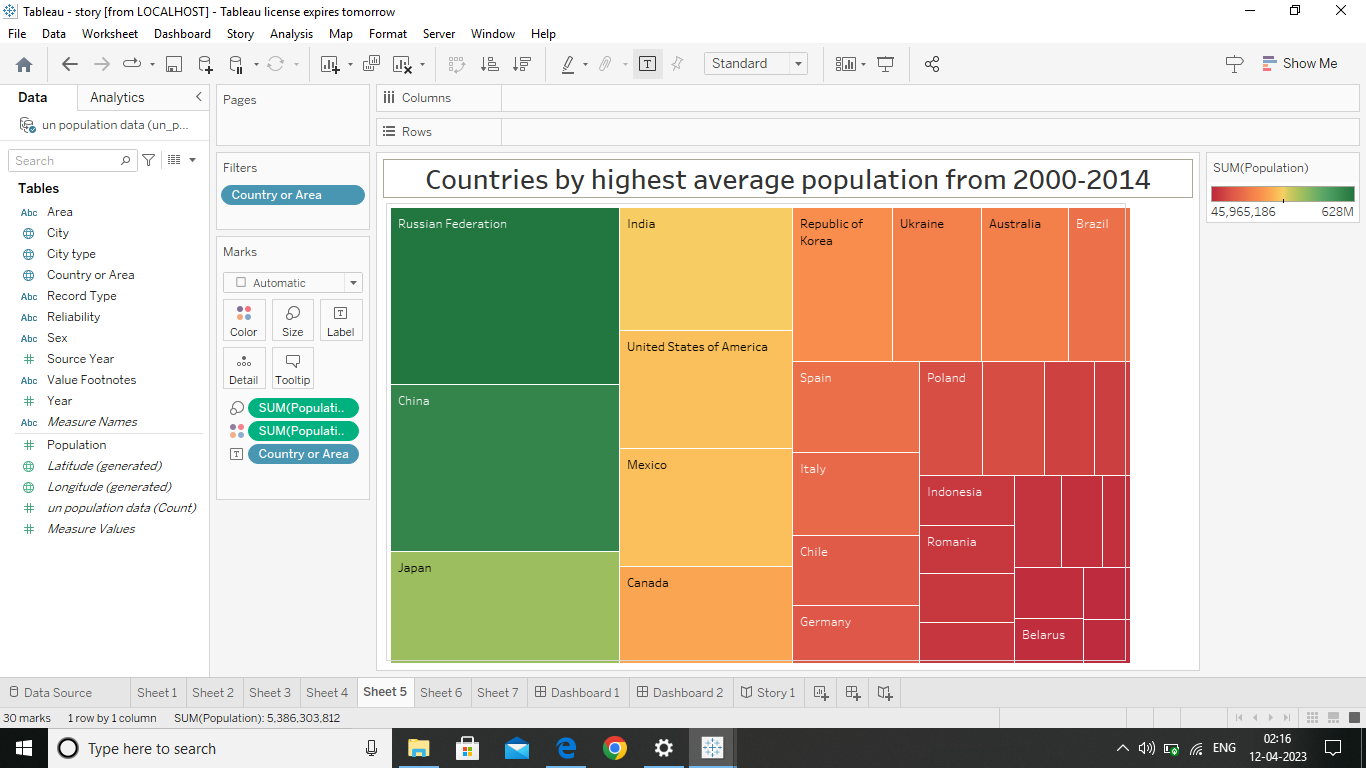 Tableau - story [from LOCALHOST] - Tableau license expires tomorrow
File Data Worksheet Dashboard Story Analysis Map Format Server Window Help
Standard
Show Me
Data Analytics
un population data (un_p...
Search
Tables
Abc Area
City
City type
Country or Area
Abc Record Type
Abc Reliability
Abc Sex
Source Year
Abc Value Footnotes
Year
Abc Measure Names
Population
Latitude (generated)
Longitude (generated)
un population data (Count)
Measure Values
Pages
Filters
Country or Area
Marks
Automatic
Color Size Label
Detail Tooltip
SUM(Populati..
SUM(Populati..
Country or Area
Columns
Rows
Countries by highest average population from 2000-2014
Russian Federation
China
Japan
India
United States of America
Mexico
Canada
Republic of
Korea
Ukraine
Australia
Brazil
Spain
Italy
Chile
Germany
Poland
Indonesia
Romania
Belarus
SUM(Population)
45,965,186 628M
Data Source Sheet 1 Sheet 2 Sheet 3 Sheet 4 Sheet 5 Sheet 6 Sheet 7 Dashboard 1 Dashboard 2 Story 1
30 marks 1 row by 1 column SUM(Population): 5,386,303,812
Type here to search
ENG
02:16
12-04-2023